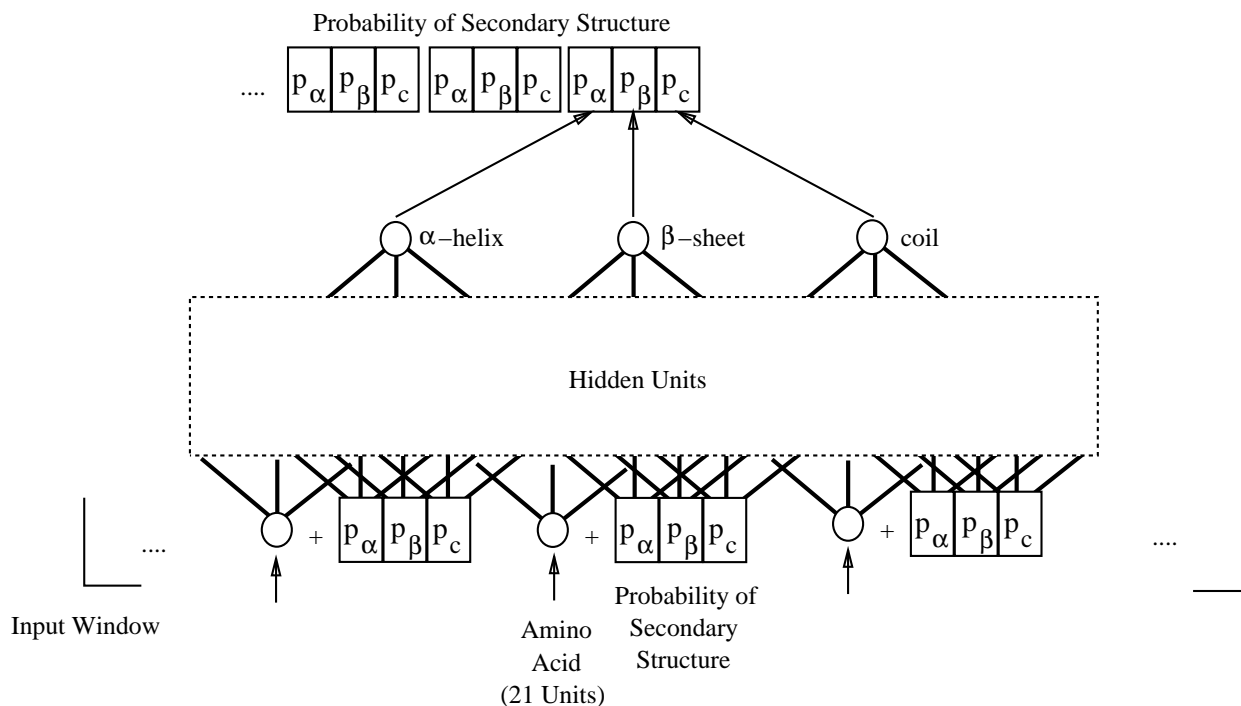 Probability of Secondary Structure
.... pα pβ pc pα pβ pc pα pβ pc
α−helix β−sheet coil
Hidden Units
.... + pα pβ pc + pα pβ pc + pα pβ pc ....
Input Window
Amino
Acid
(21 Units)
Probability of
Secondary
Structure